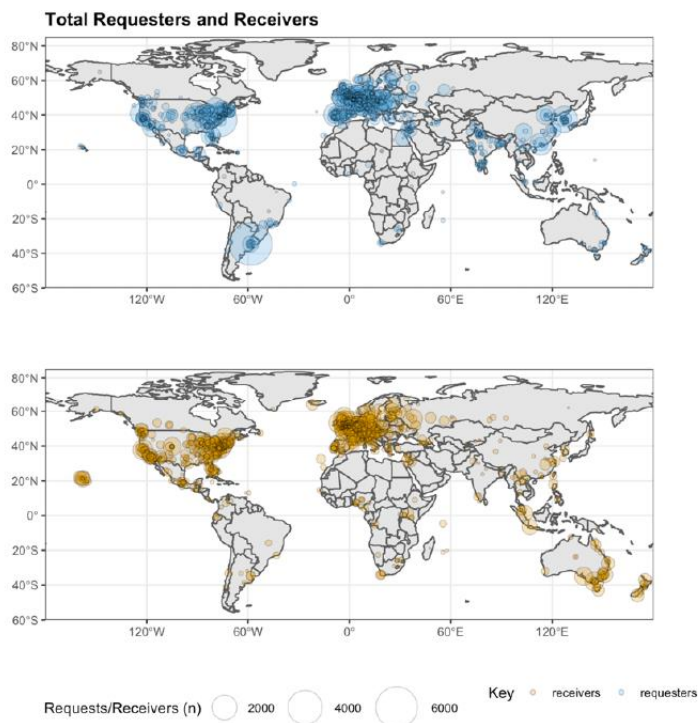 Total Requesters and Receivers
80°N
60°N
40°N
20°N
0°
20°S
40°S
60°S
120°W 60°W 0° 60°E 120°E
80°N
60°N
40°N
20°N
0°
20°S
40°S
60°S
120°W 60°W 0° 60°E 120°E
Requests/Receivers (n) 2000 4000 6000 Key receivers requesters